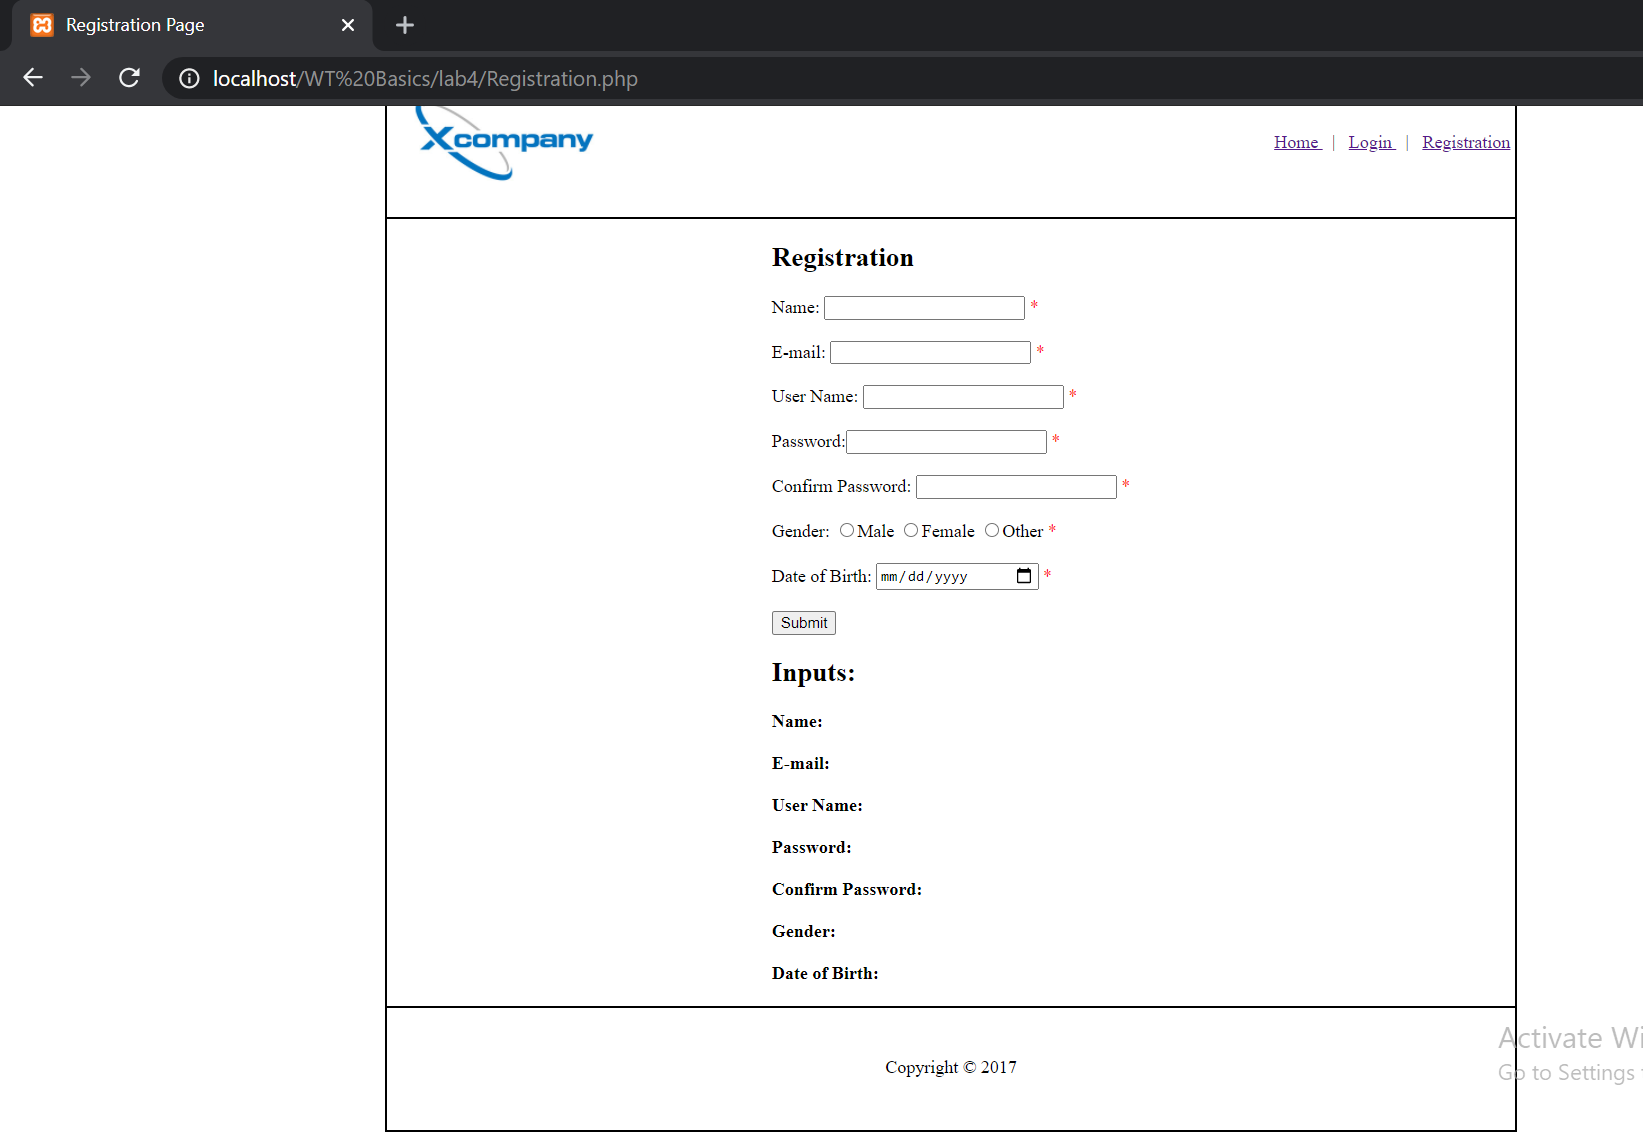 Registration Page
localhost/WT%20Basics/lab4/Registration.php
Xcompany
Home | Login | Registration
Registration
Name: *
E-mail: *
User Name: *
Password: *
Confirm Password: *
Gender: Male Female Other *
Date of Birth: mm/dd/yyyy *
Submit
Inputs:
Name:
E-mail:
User Name:
Password:
Confirm Password:
Gender:
Date of Birth:
Activate Wi
Go to Settings
Copyright © 2017